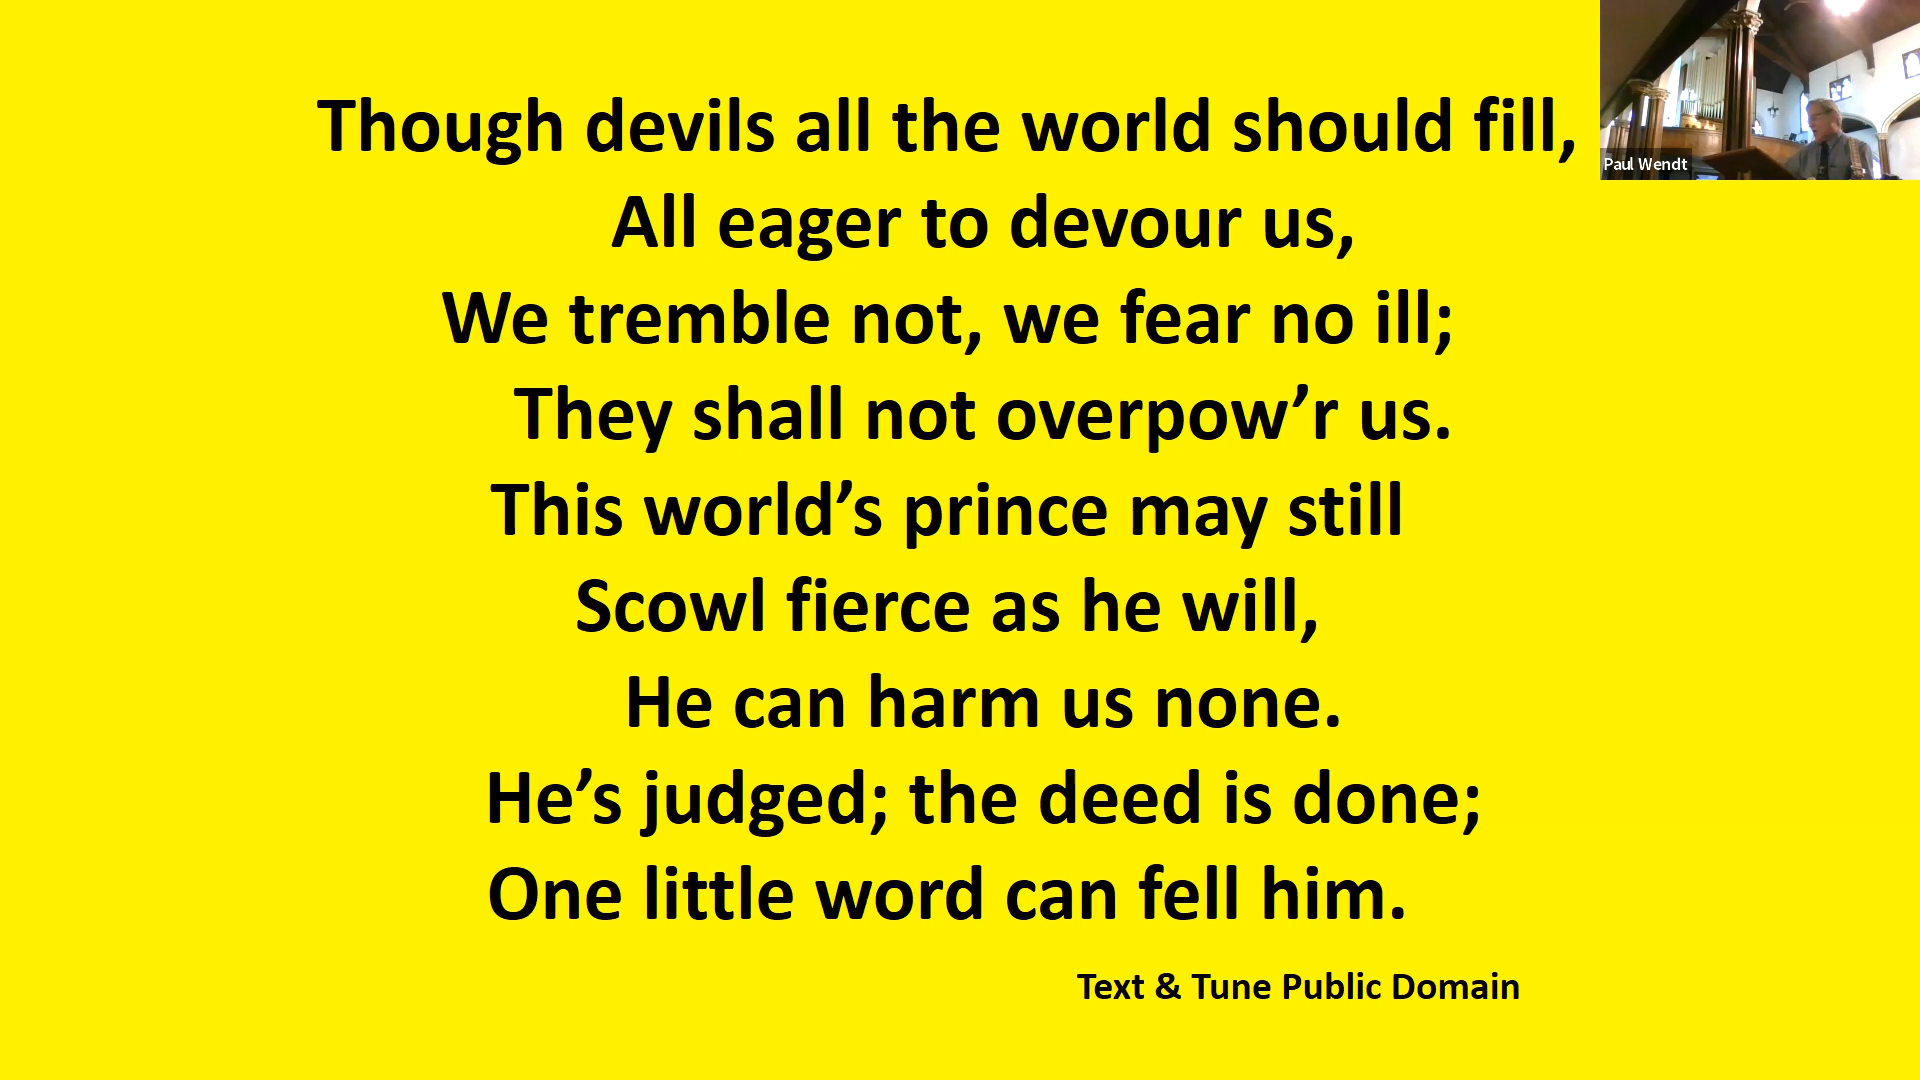 Though devils all the world should fill,
All eager to devour us,
We tremble not, we fear no ill;
They shall not overpow’r us.
This world’s prince may still
Scowl fierce as he will,
He can harm us none.
He’s judged; the deed is done;
One little word can fell him.
Text & Tune Public Domain
Paul Wendt